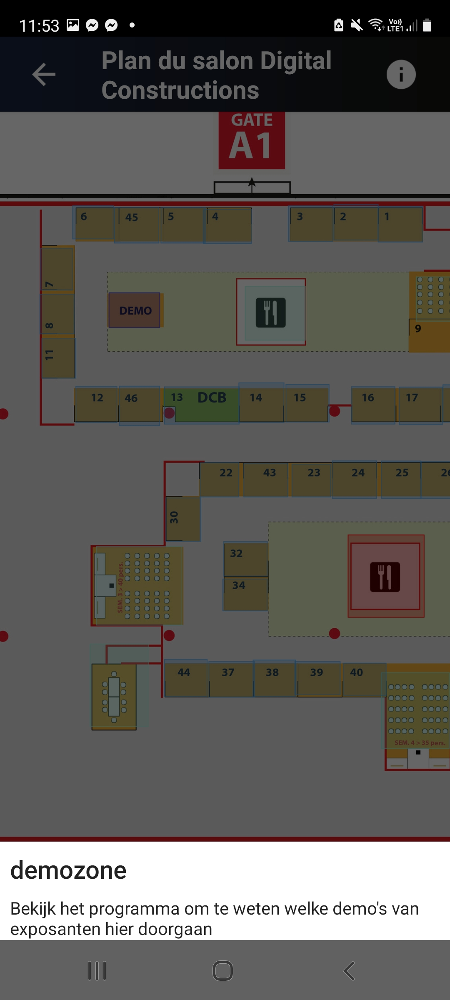 11:53
Vo))
LTE1
Plan du salon Digital
Constructions
GATE
A1
6 45 5 4 3 2 1
7
DEMO
9
8
11
12 46 13 DCB 14 15 16 17
22 43 23 24 25
30
32
34
SEM. 3 > 40 pers.
44 37 38 39 40
SEM. 4 > 35 pers.
demozone
Bekijk het programma om te weten welke demo's van
exposanten hier doorgaan